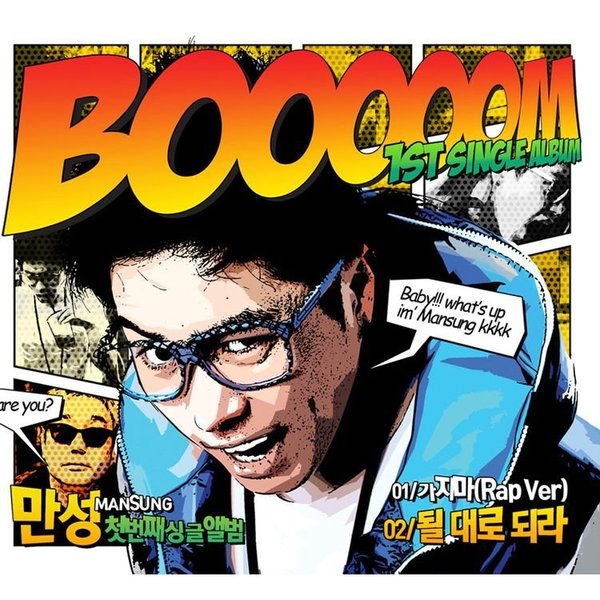 BOOOOOM
1ST SINGLE ALBUM
Baby!!! what's up
im' Mansung kkkk
are you?
만성 MANSUNG
첫번째 싱글 앨범
01/가지마(Rap Ver)
02/될 대로 되라